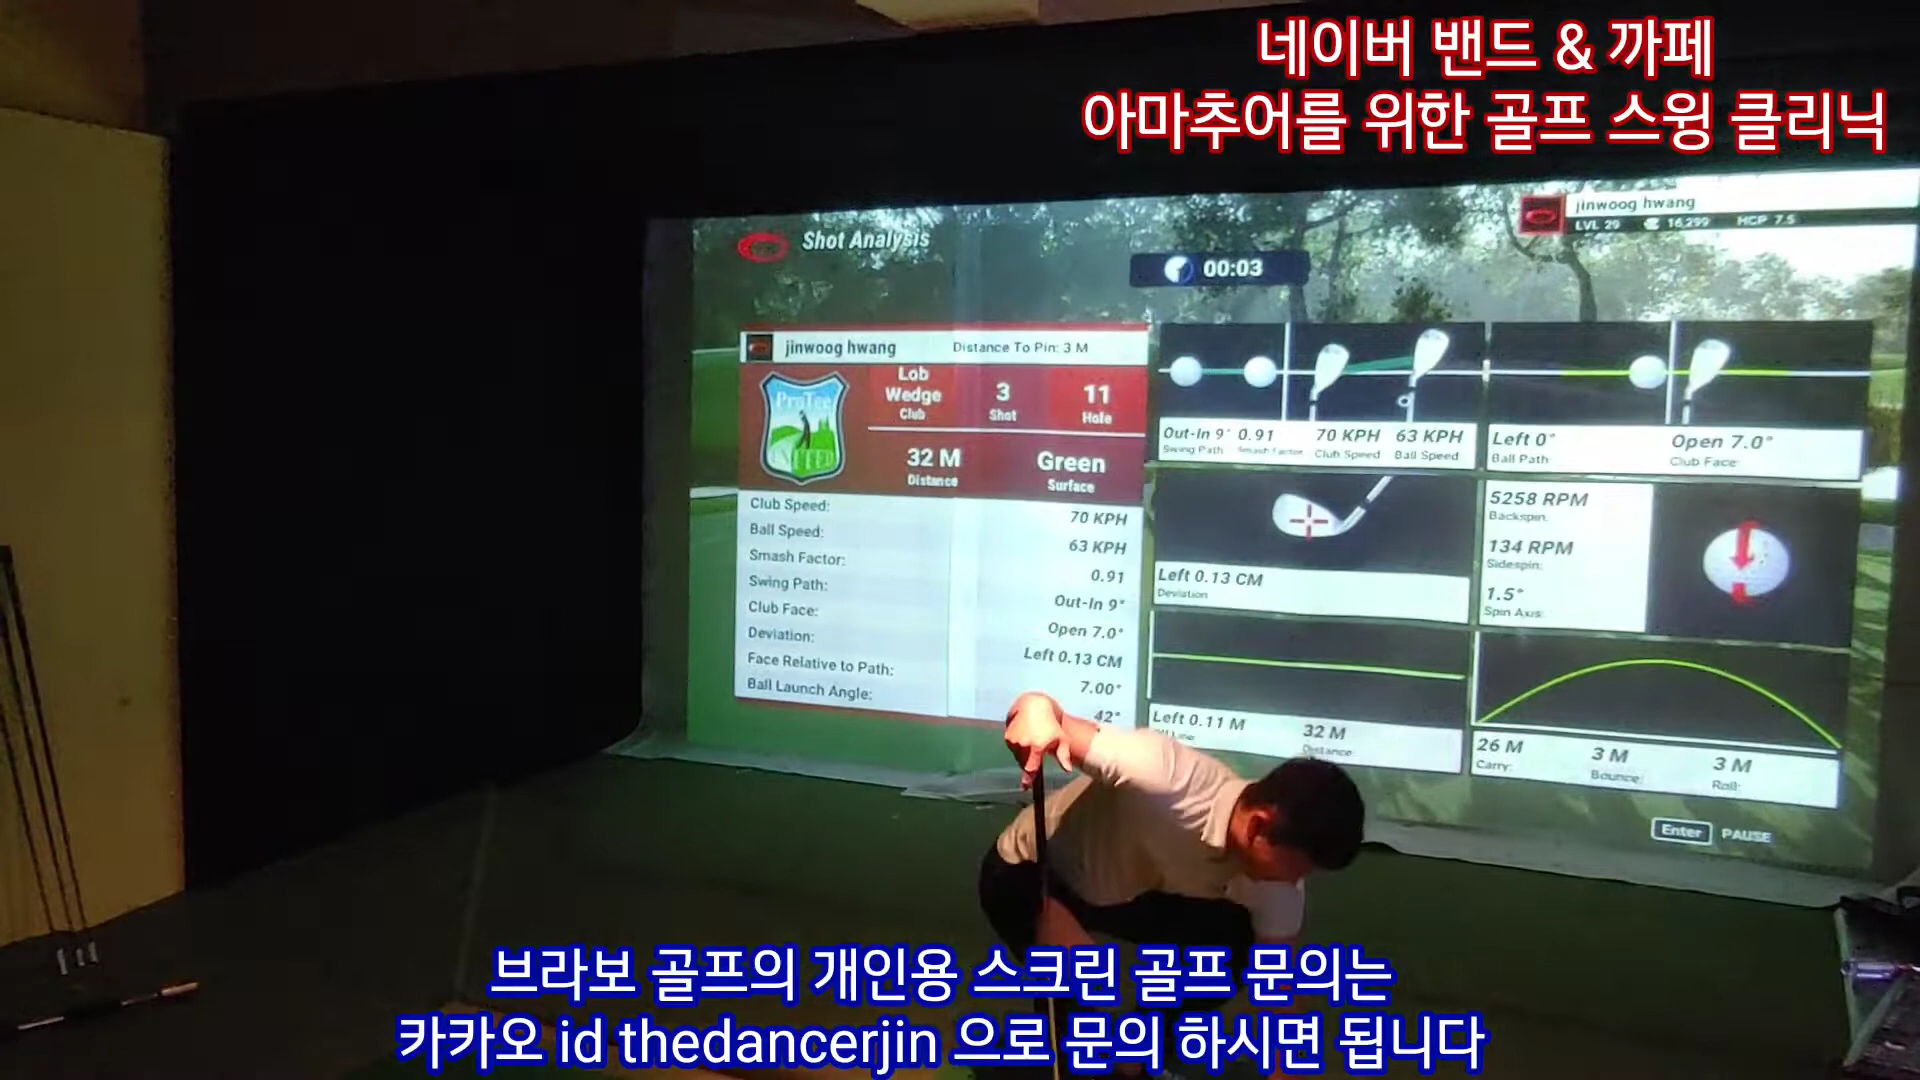 네이버 밴드 & 까페
아마추어를 위한 골프 스윙 클리닉
jinwoog hwang
LVL 29 16,299 HCP 7.5
Shot Analysis
00:03
jinwoog hwang Distance To Pin: 3 M
ProTee
UNITED
Lob Wedge
Club
3
Shot
11
Hole
32 M
Distance
Green
Surface
Club Speed: 70 KPH
Ball Speed: 63 KPH
Smash Factor: 0.91
Swing Path: Out-In 9°
Club Face: Open 7.0°
Deviation: Left 0.13 CM
Face Relative to Path: 7.00°
Ball Launch Angle: 42°
Out-In 9° 0.91 70 KPH 63 KPH
Swing Path Smash Factor Club Speed Ball Speed
Left 0° Open 7.0°
Ball Path Club Face
Left 0.13 CM
Deviation
5258 RPM
Backspin:
134 RPM
Sidespin:
1.5°
Spin Axis:
Left 0.11 M 32 M
Distance
26 M 3 M 3 M
Carry: Bounce: Roll:
Enter PAUSE
브라보 골프의 개인용 스크린 골프 문의는
카카오 id thedancerjin 으로 문의 하시면 됩니다